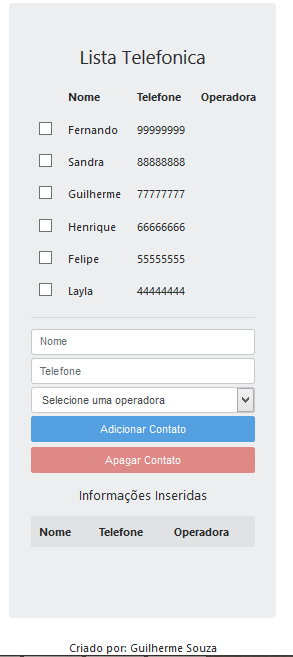 Lista Telefonica
Nome Telefone Operadora
Fernando 99999999
Sandra 88888888
Guilherme 77777777
Henrique 66666666
Felipe 55555555
Layla 44444444
Nome
Telefone
Selecione uma operadora
Adicionar Contato
Apagar Contato
Informações Inseridas
Nome Telefone Operadora
Criado por: Guilherme Souza